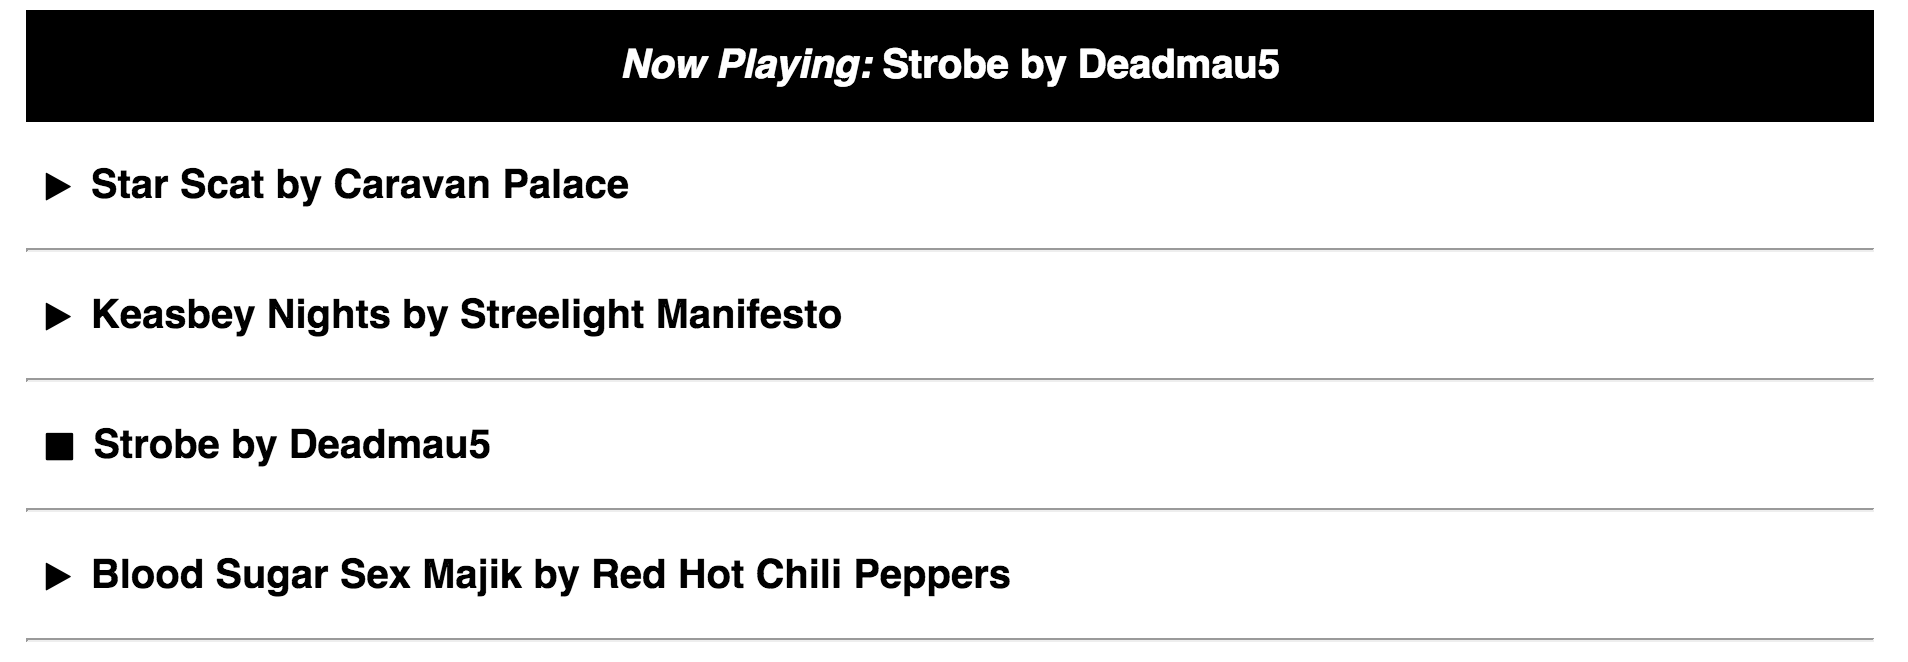 Now Playing: Strobe by Deadmau5
Star Scat by Caravan Palace
Keasbey Nights by Streelight Manifesto
Strobe by Deadmau5
Blood Sugar Sex Majik by Red Hot Chili Peppers